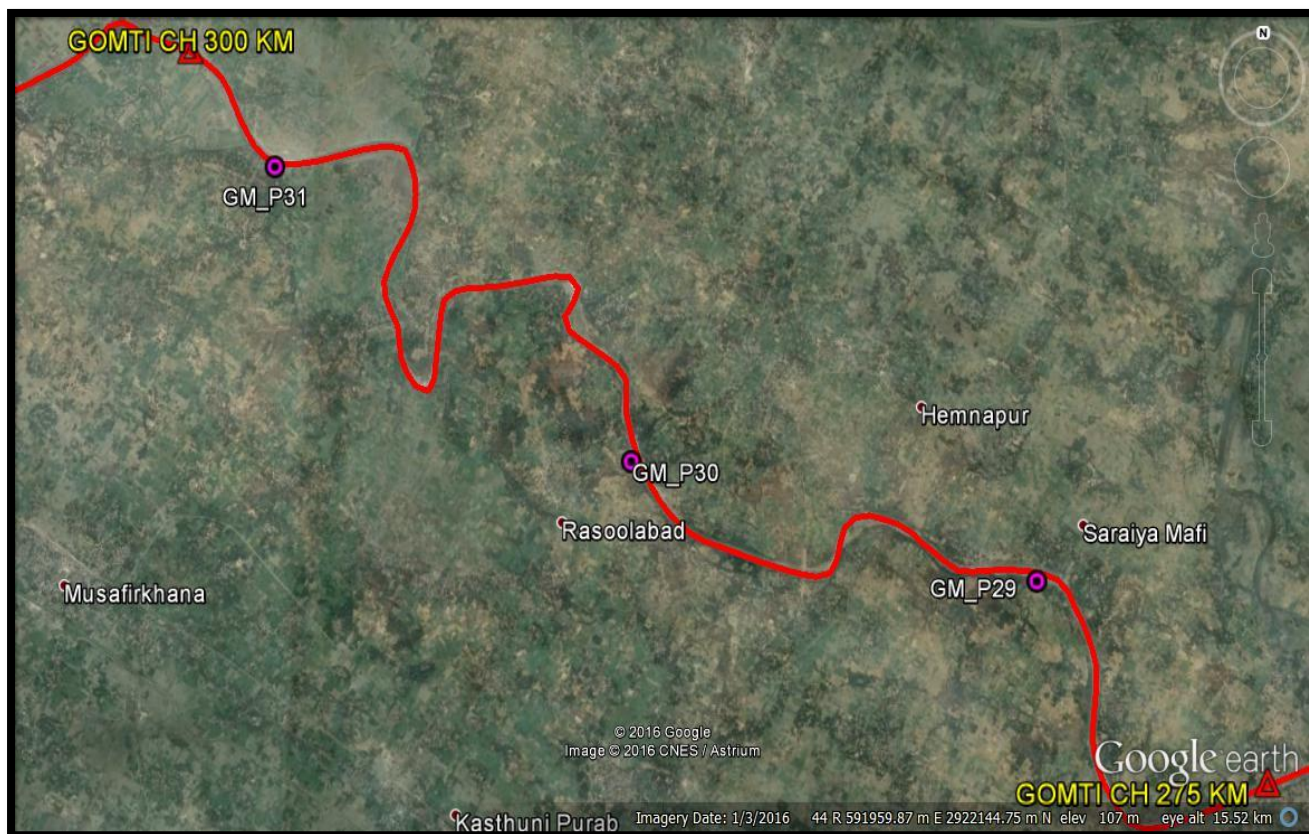 N
GOMTI CH 300 KM
GM_P31
Hemnapur
GM_P30
Rasoolabad
Saraiya Mafi
GM_P29
Musafirkhana
© 2016 Google
Image © 2016 CNES / Astrium
Google earth
GOMTI CH 275 KM
Kasthuni Purab
Imagery Date: 1/3/2016 44 R 591959.87 m E 2922144.75 m N elev 107 m eye alt 15.52 km